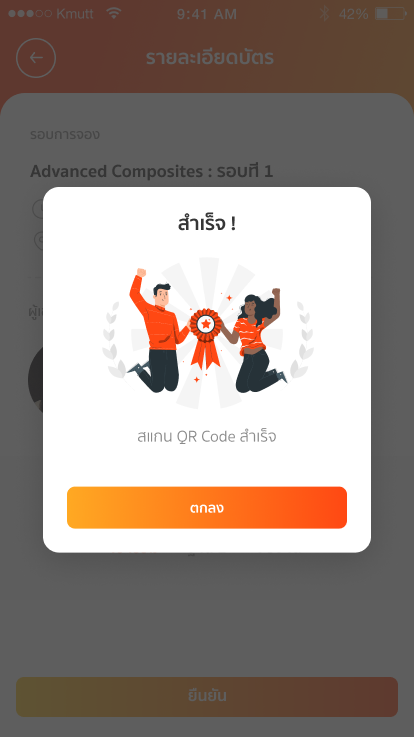 Kmutt 9:41 AM 42%
รายละเอียดบัตร
รอบการจอง
Advanced Composites : รอบที่ 1
สำเร็จ !
สแกน QR Code สำเร็จ
ตกลง
ยืนยัน